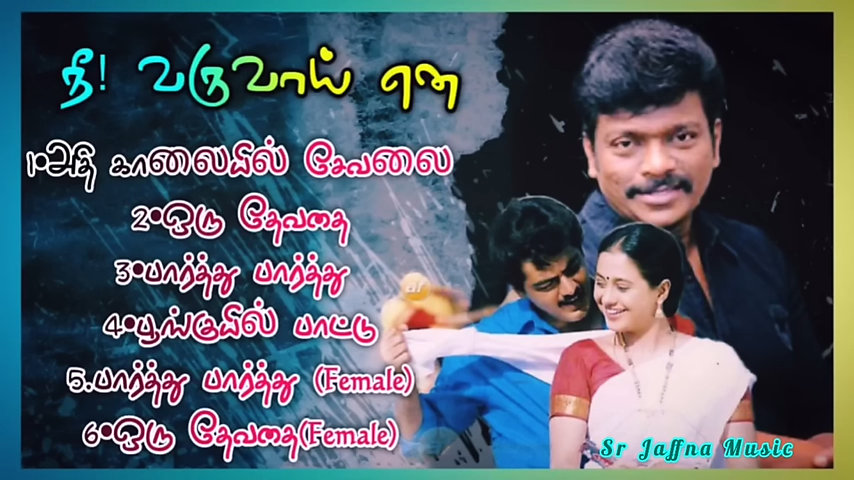 நீ! வருவாய் என
1•அதி காலையில் சேவலை
2•ஒரு தேவதை
3•பார்த்து பார்த்து
4•பூங்குயில் பாட்டு
5.பார்த்து பார்த்து (Female)
6•ஒரு தேவதை(Female)
Sr Jaffna Music